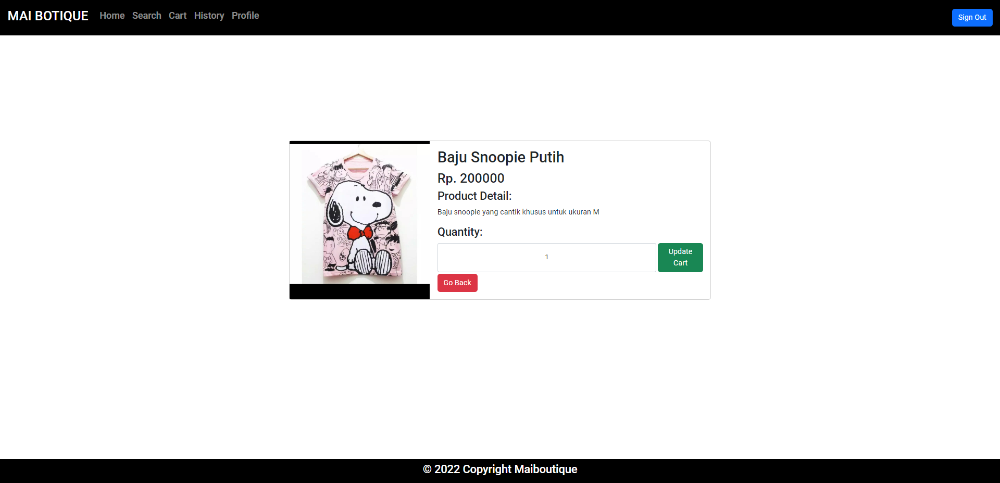 MAI BOTIQUE Home Search Cart History Profile Sign Out
Baju Snoopie Putih
Rp. 200000
Product Detail:
Baju snoopie yang cantik khusus untuk ukuran M
Quantity:
1
Update
Cart
Go Back
© 2022 Copyright Maiboutique